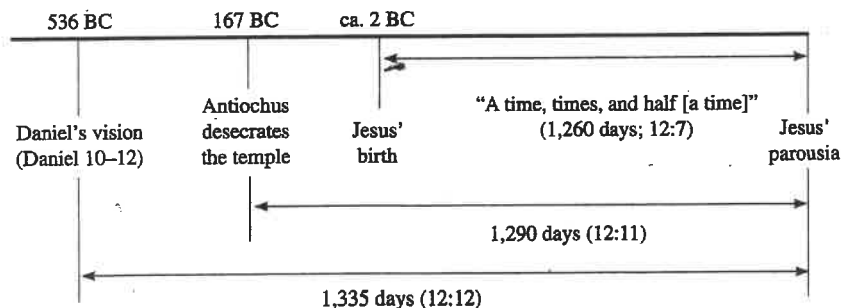 536 BC 167 BC ca. 2 BC
Daniel's vision
(Daniel 10–12)
Antiochus
desecrates
the temple
Jesus'
birth
"A time, times, and half [a time]"
(1,260 days; 12:7)
Jesus'
parousia
1,290 days (12:11)
1,335 days (12:12)